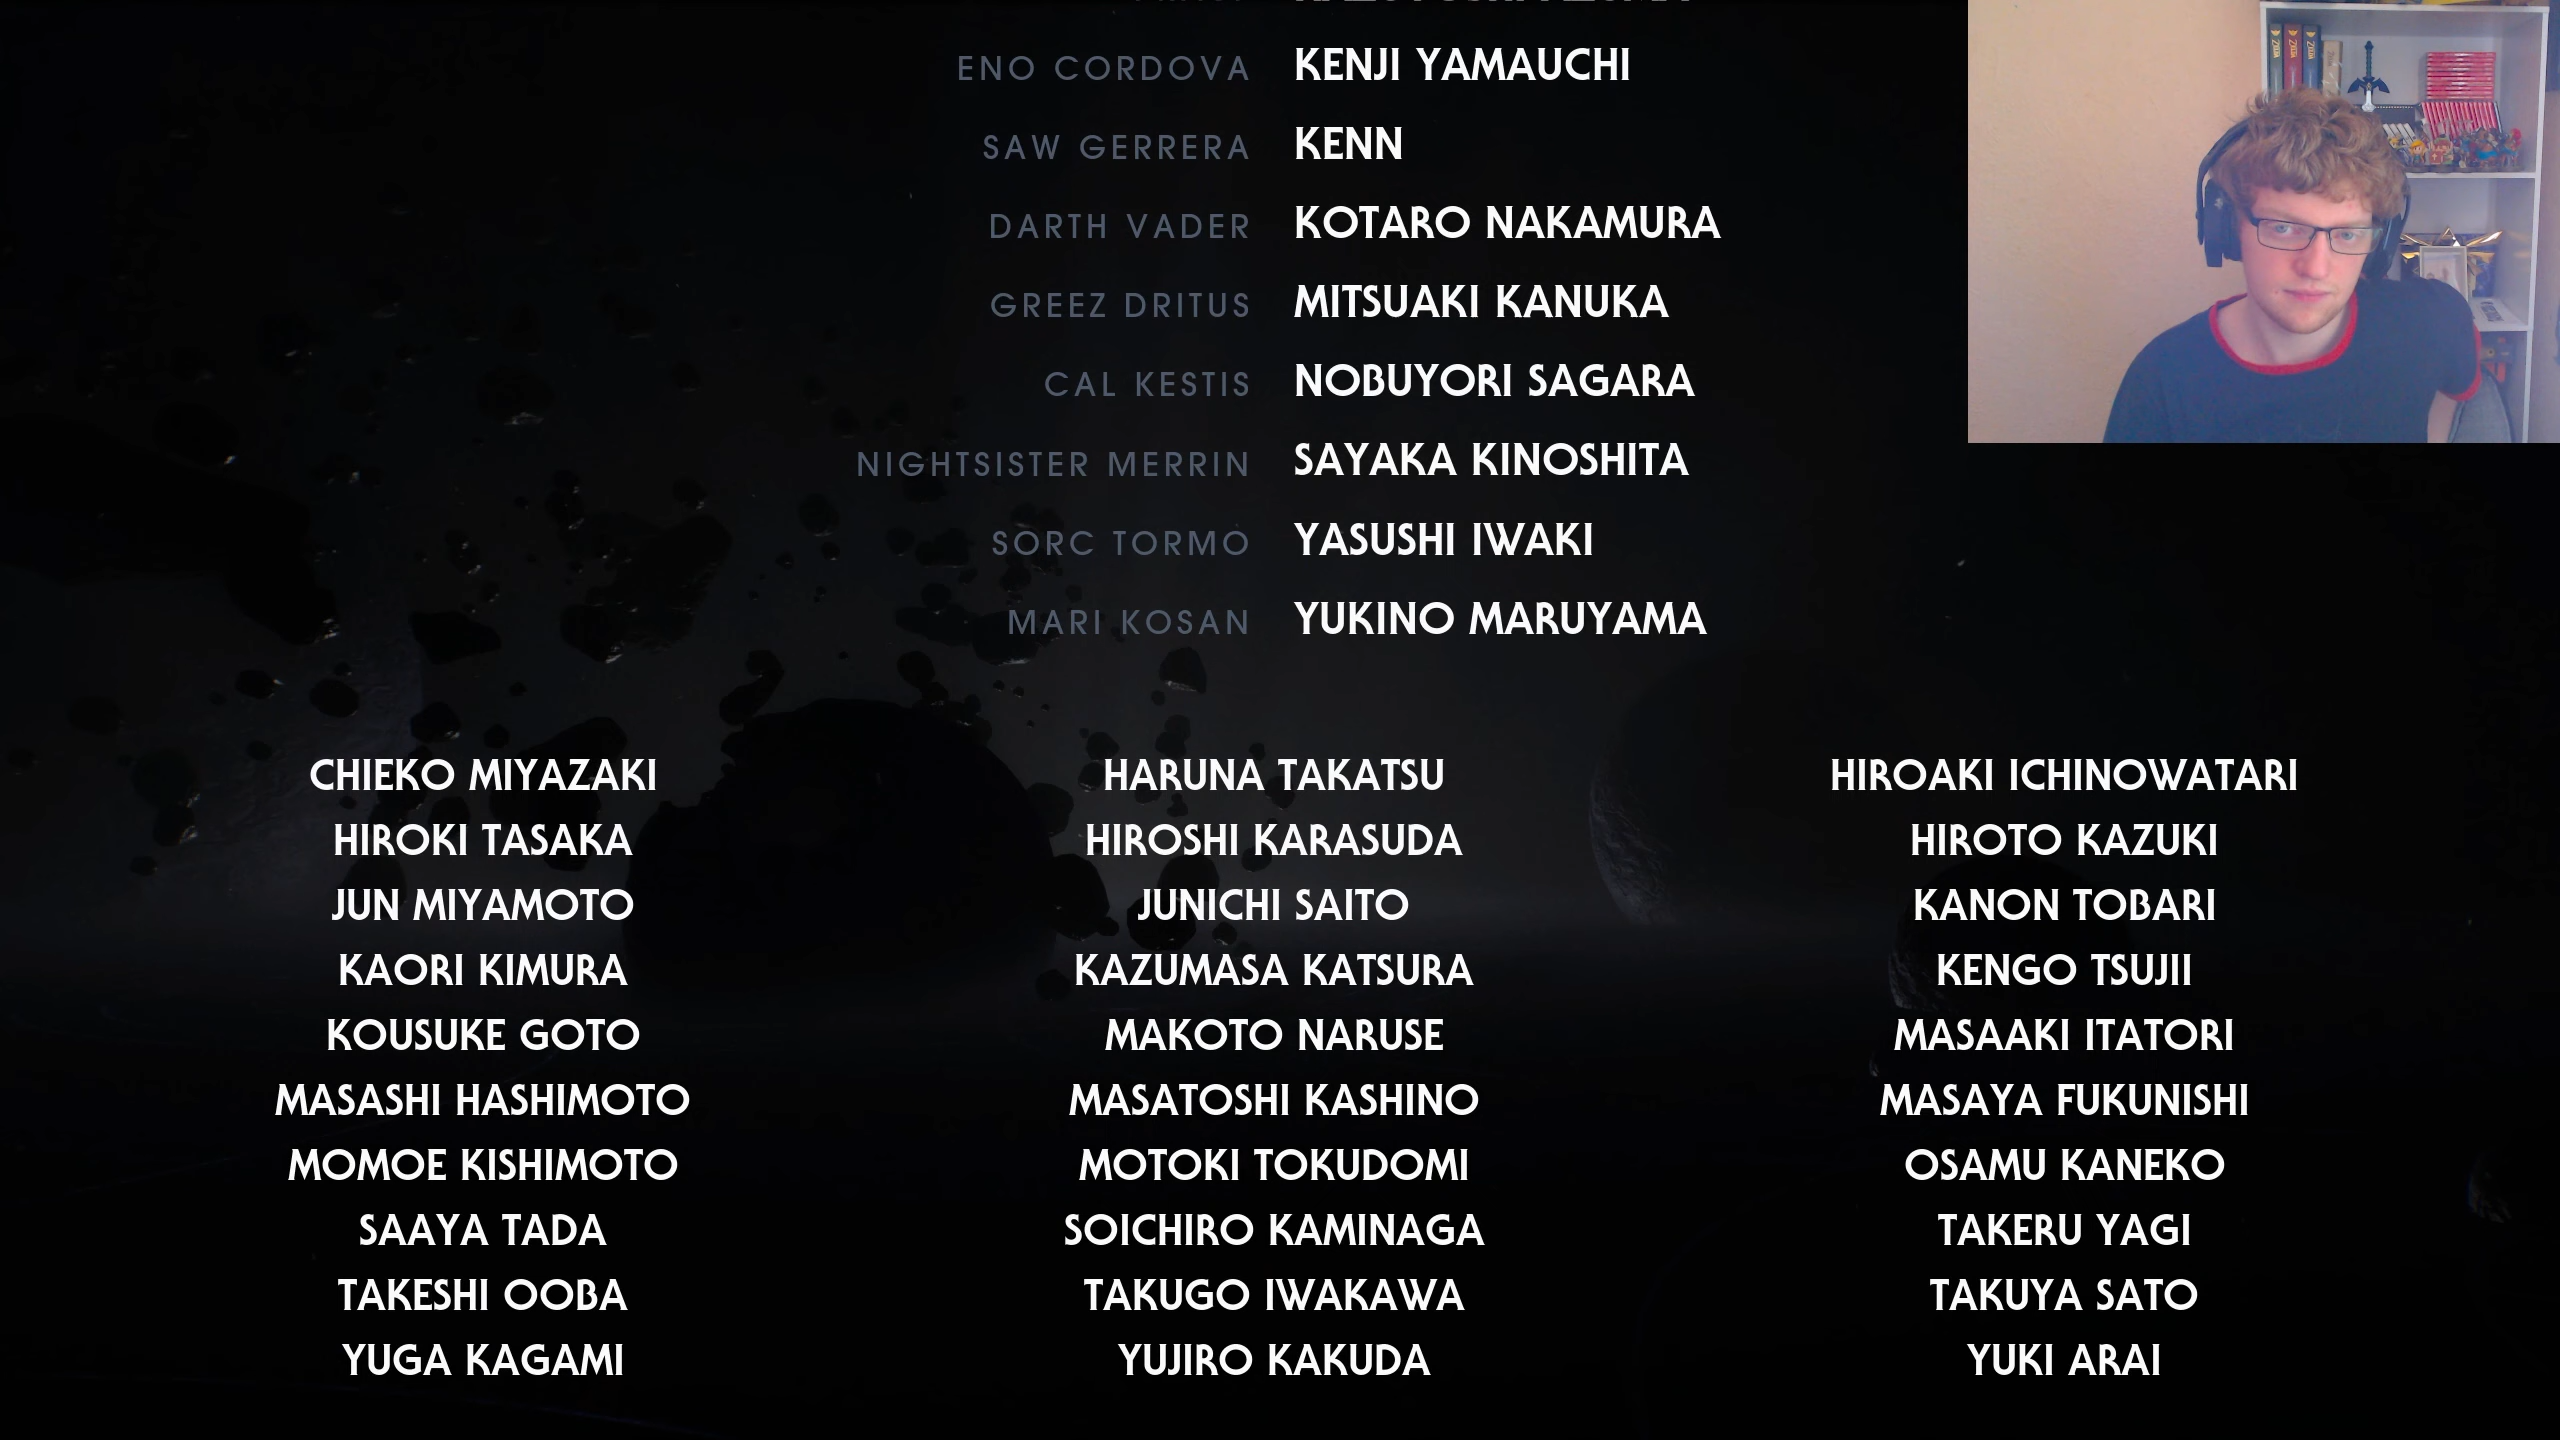 ENO CORDOVA KENJI YAMAUCHI
SAW GERRERA KENN
DARTH VADER KOTARO NAKAMURA
GREEZ DRITUS MITSUAKI KANUKA
CAL KESTIS NOBUYORI SAGARA
NIGHTSISTER MERRIN SAYAKA KINOSHITA
SORC TORMO YASUSHI IWAKI
MARI KOSAN YUKINO MARUYAMA
CHIEKO MIYAZAKI HARUNA TAKATSU HIROAKI ICHINOWATARI
HIROKI TASAKA HIROSHI KARASUDA HIROTO KAZUKI
JUN MIYAMOTO JUNICHI SAITO KANON TOBARI
KAORI KIMURA KAZUMASA KATSURA KENGO TSUJII
KOUSUKE GOTO MAKOTO NARUSE MASAAKI ITATORI
MASASHI HASHIMOTO MASATOSHI KASHINO MASAYA FUKUNISHI
MOMOE KISHIMOTO MOTOKI TOKUDOMI OSAMU KANEKO
SAAYA TADA SOICHIRO KAMINAGA TAKERU YAGI
TAKESHI OOBA TAKUGO IWAKAWA TAKUYA SATO
YUGA KAGAMI YUJIRO KAKUDA YUKI ARAI